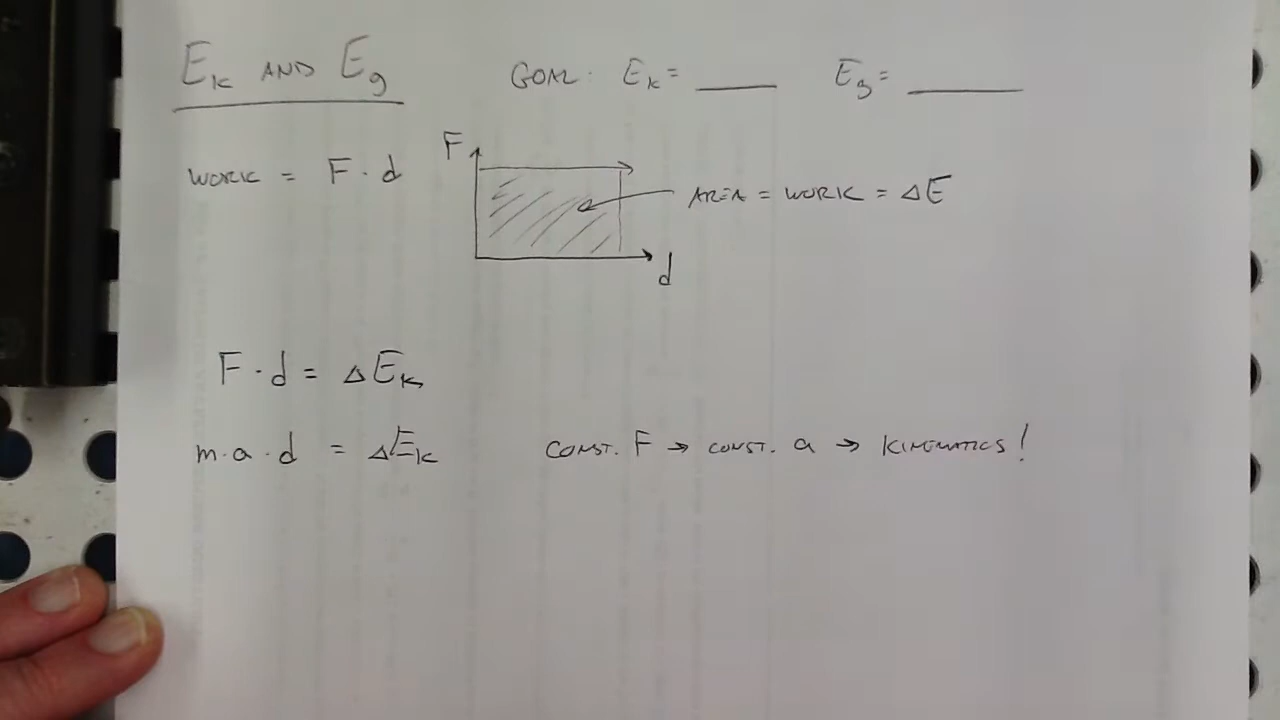 Ek AND Eg GOAL: Ek = ____ Eg = ____
WORK = F · d
F
AREA = WORK = ΔE
d
F · d = ΔEk
m · a · d = ΔEk CONST. F → CONST. a → KINEMATICS!